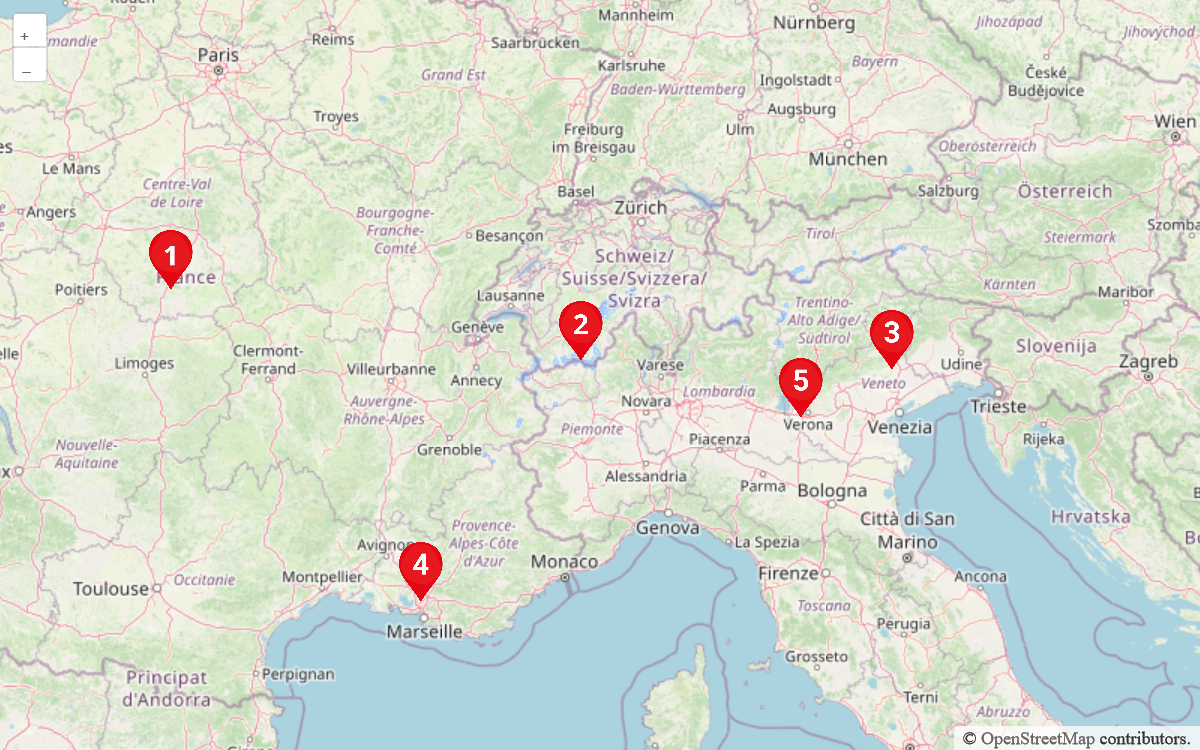 Mannheim
Nürnberg
Jihozápad
Jihovýchod
+
mandie
Reims
Saarbrücken
Paris
Karlsruhe
Grand Est
Bayern
−
Ingolstadt
České
Budějovice
Baden-Württemberg
Augsburg
Troyes
Wien
Freiburg
im Breisgau
Ulm
Oberösterreich
München
Le Mans
Centre-Val
de Loire
Basel
Salzburg
Österreich
Zürich
Angers
Bourgogne-
Franche-
Comté
Besançon
Tirol
Szomba
Steiermark
1
Schweiz/
Suisse/Svizzera/
Svizra
France
Poitiers
Lausanne
Kärnten
Maribor
Trentino-
Alto Adige/
Südtirol
2
3
Genève
Slovenija
Clermont-
Ferrand
Limoges
Villeurbanne
Varese
Udine
Zagreb
Annecy
5
Veneto
Lombardia
Auvergne-
Rhône-Alpes
Novara
Trieste
Piemonte
Verona
Venezia
Piacenza
Rijeka
Nouvelle-
Aquitaine
Grenoble
Alessandria
Parma
Bologna
Genova
Città di San
Marino
Hrvatska
Provence-
Alpes-Côte
d'Azur
Avignon
La Spezia
4
Monaco
Firenze
Ancona
Toulouse
Occitanie
Montpellier
Toscana
Marseille
Perugia
Grosseto
Perpignan
Principat
d'Andorra
Terni
Abruzzo
© OpenStreetMap contributors.